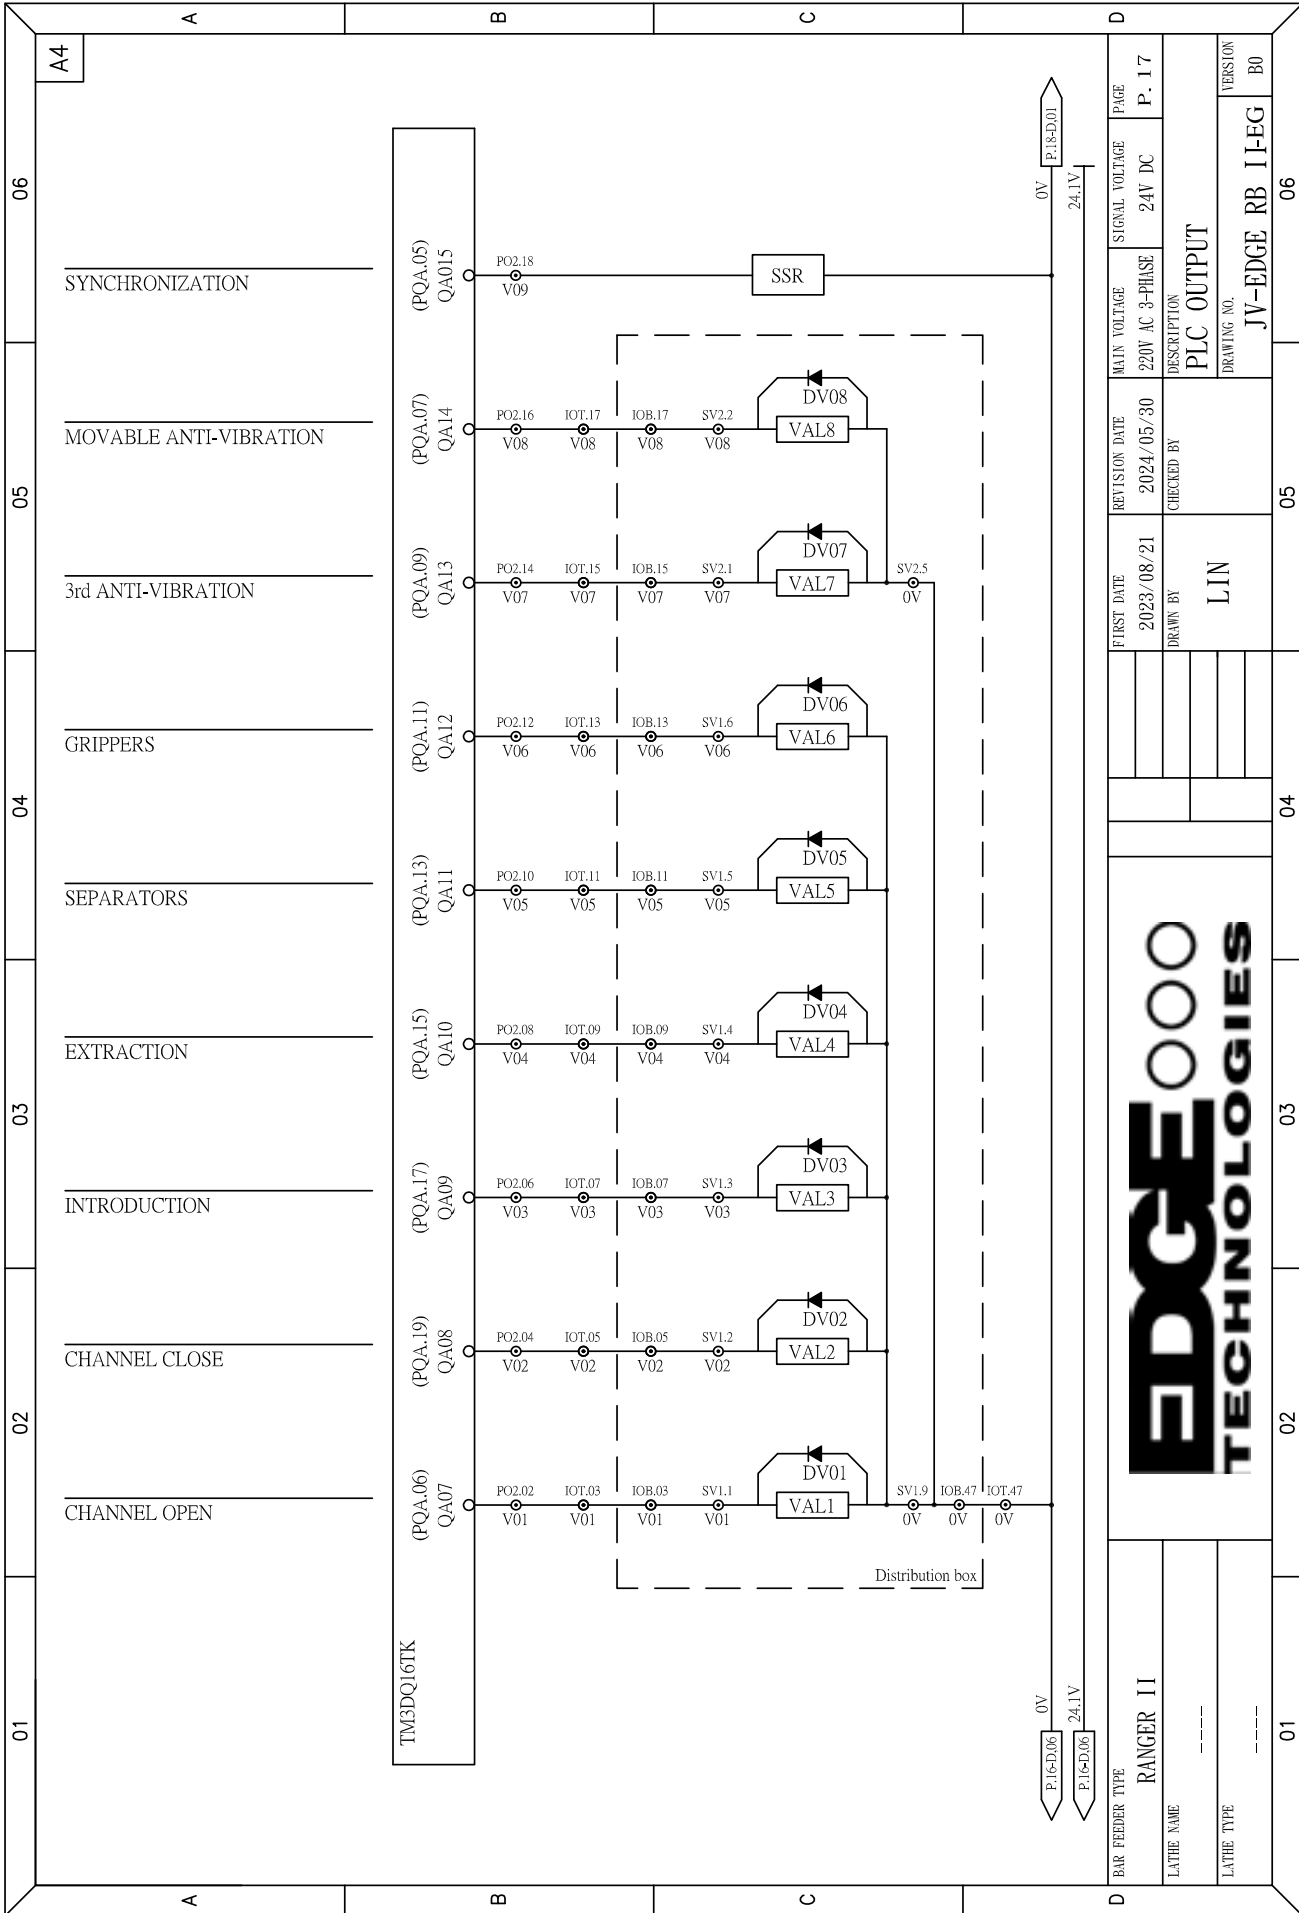 A4
01
02
03
04
05
06
A
B
C
D
CHANNEL OPEN
CHANNEL CLOSE
INTRODUCTION
EXTRACTION
SEPARATORS
GRIPPERS
3rd ANTI-VIBRATION
MOVABLE ANTI-VIBRATION
SYNCHRONIZATION
TM3DQ16TK
(PQA.06)
QA07
(PQA.19)
QA08
(PQA.17)
QA09
(PQA.15)
QA10
(PQA.13)
QA11
(PQA.11)
QA12
(PQA.09)
QA13
(PQA.07)
QA14
(PQA.05)
QA015
PO2.02
V01
PO2.04
V02
PO2.06
V03
PO2.08
V04
PO2.10
V05
PO2.12
V06
PO2.14
V07
PO2.16
V08
PO2.18
V09
IOT.03
V01
IOT.05
V02
IOT.07
V03
IOT.09
V04
IOT.11
V05
IOT.13
V06
IOT.15
V07
IOT.17
V08
IOB.03
V01
IOB.05
V02
IOB.07
V03
IOB.09
V04
IOB.11
V05
IOB.13
V06
IOB.15
V07
IOB.17
V08
SV1.1
V01
SV1.2
V02
SV1.3
V03
SV1.4
V04
SV1.5
V05
SV1.6
V06
SV2.1
V07
SV2.2
V08
VAL1
DV01
VAL2
DV02
VAL3
DV03
VAL4
DV04
VAL5
DV05
VAL6
DV06
VAL7
DV07
VAL8
DV08
SSR
SV1.9
0V
IOB.47
0V
IOT.47
0V
SV2.5
0V
Distribution box
P.16-D,06
0V
0V
P.18-D,01
P.16-D,06
24.1V
24.1V
BAR FEEDER TYPE
RANGER II
LATHE NAME
----
LATHE TYPE
----
EDGE
TECHNOLOGIES
FIRST DATE
2023/08/21
REVISION DATE
2024/05/30
MAIN VOLTAGE
220V AC 3-PHASE
SIGNAL VOLTAGE
24V DC
PAGE
P. 17
DRAWN BY
LIN
CHECKED BY
DESCRIPTION
PLC OUTPUT
DRAWING NO.
JV-EDGE RB II-EG
VERSION
B0
01
02
03
04
05
06
A
B
C
D